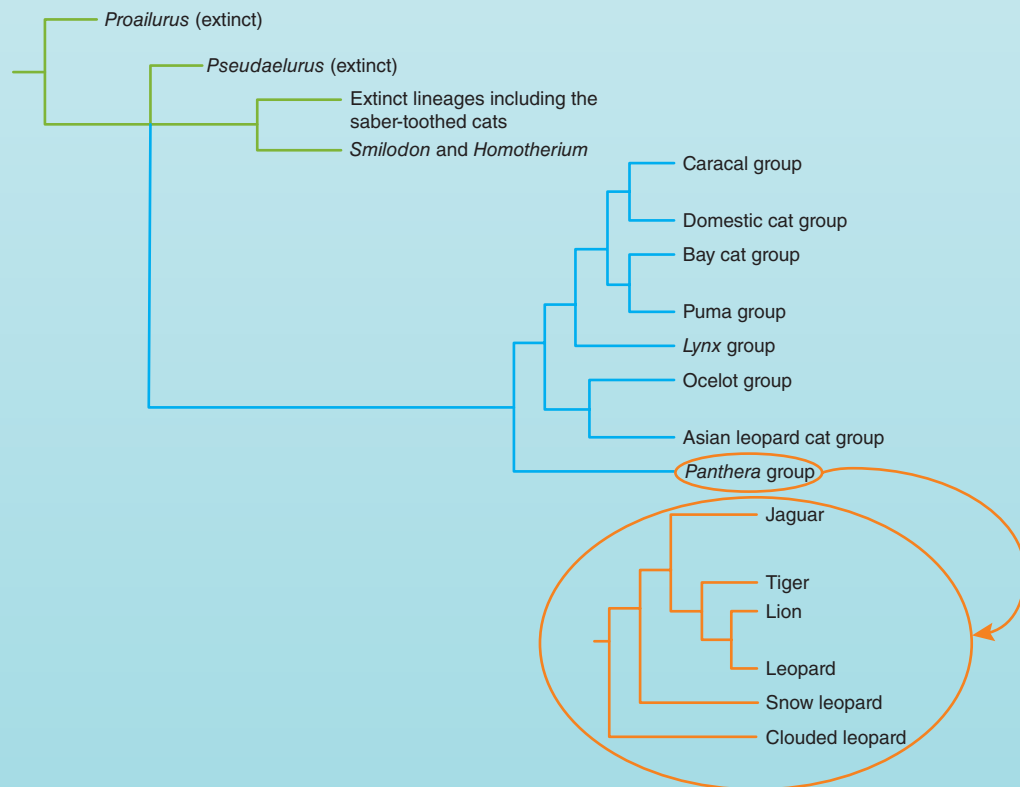 Proailurus (extinct)
Pseudaelurus (extinct)
Extinct lineages including the
saber-toothed cats
Smilodon and Homotherium
Caracal group
Domestic cat group
Bay cat group
Puma group
Lynx group
Ocelot group
Asian leopard cat group
Panthera group
Jaguar
Tiger
Lion
Leopard
Snow leopard
Clouded leopard